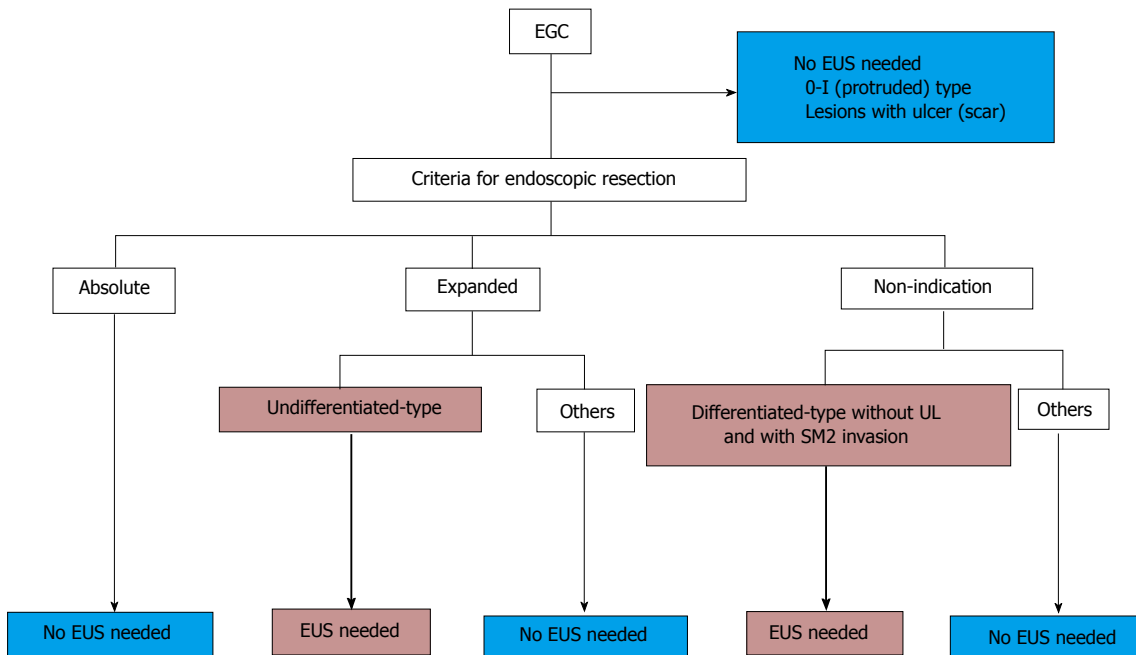 EGC
No EUS needed
0-I (protruded) type
Lesions with ulcer (scar)
Criteria for endoscopic resection
Absolute
Expanded
Non-indication
Undifferentiated-type
Others
Differentiated-type without UL
and with SM2 invasion
Others
No EUS needed
EUS needed
No EUS needed
EUS needed
No EUS needed